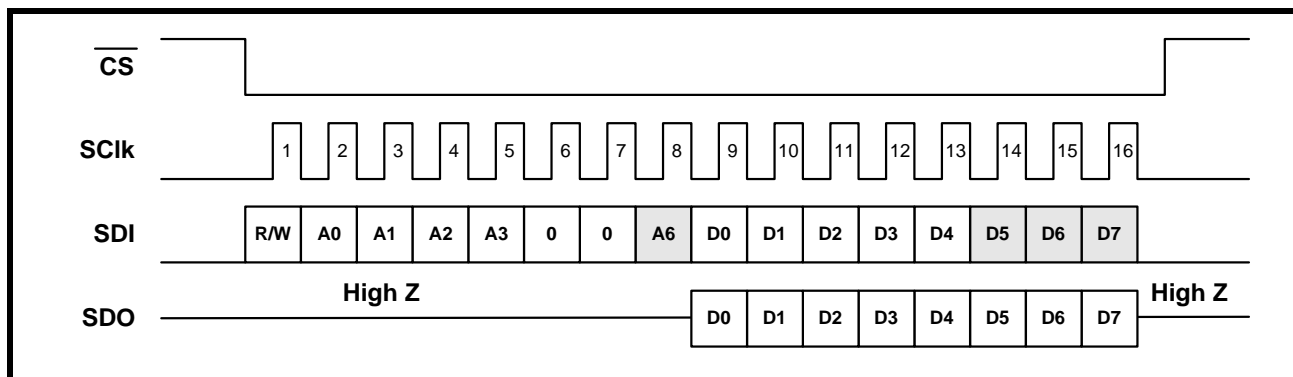 CS
SClk 1 2 3 4 5 6 7 8 9 10 11 12 13 14 15 16
SDI R/W A0 A1 A2 A3 0 0 A6 D0 D1 D2 D3 D4 D5 D6 D7
High Z High Z
SDO D0 D1 D2 D3 D4 D5 D6 D7